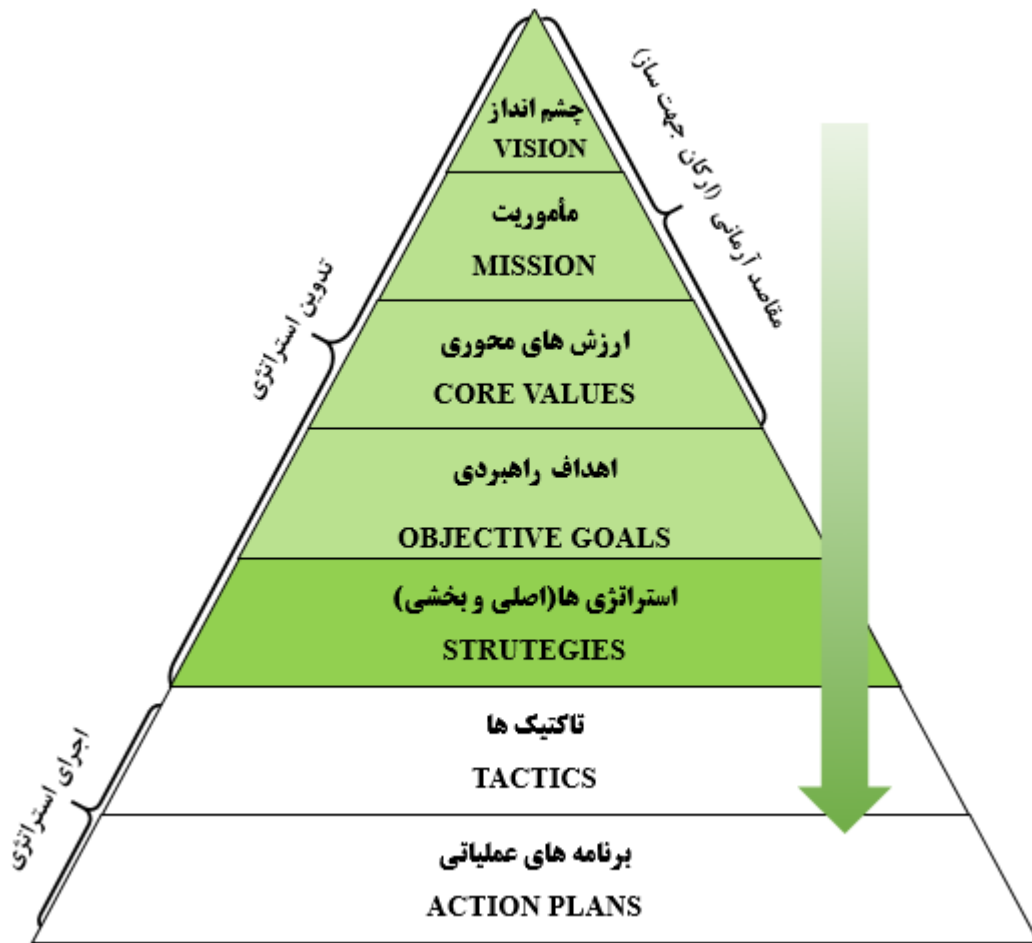 چشم انداز
VISION
مأموریت
MISSION
ارزش های محوری
CORE VALUES
اهداف راهبردی
OBJECTIVE GOALS
استراتژی ها(اصلی و بخشی)
STRUTEGIES
تاکتیک ها
TACTICS
برنامه های عملیاتی
ACTION PLANS
مقاصد آرمانی (ارکان جهت ساز)
تدوین استراتژی
اجرای استراتژی